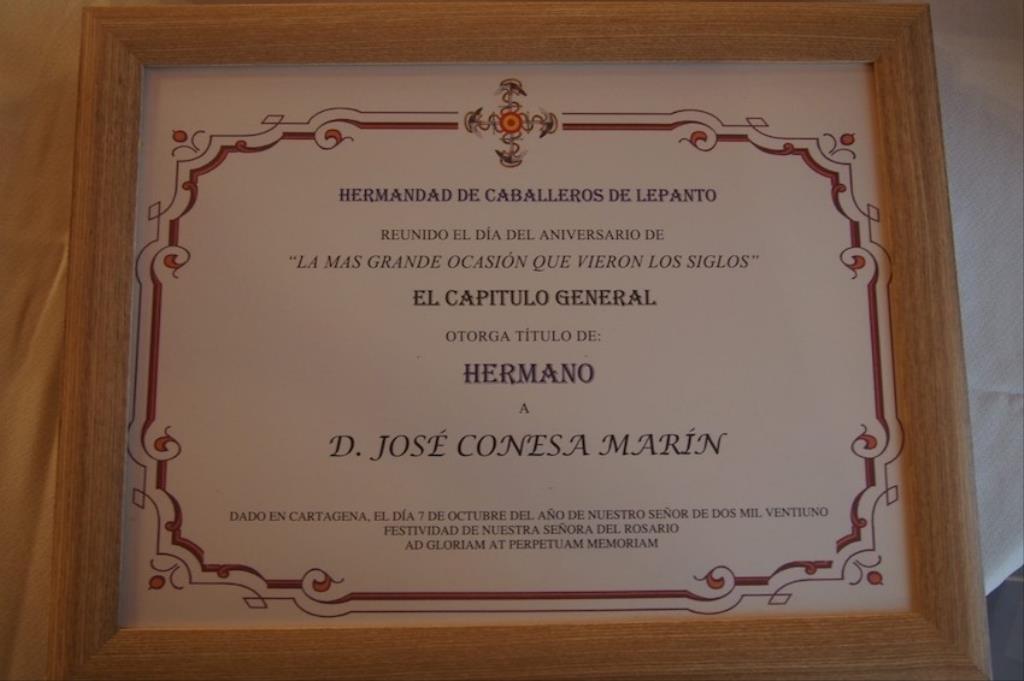 HERMANDAD DE CABALLEROS DE LEPANTO
REUNIDO EL DÍA DEL ANIVERSARIO DE
“LA MAS GRANDE OCASIÓN QUE VIERON LOS SIGLOS”
EL CAPITULO GENERAL
OTORGA TÍTULO DE:
HERMANO
A
D. JOSÉ CONESA MARÍN
DADO EN CARTAGENA, EL DÍA 7 DE OCTUBRE DEL AÑO DE NUESTRO SEÑOR DE DOS MIL VENTIUNO
FESTIVIDAD DE NUESTRA SEÑORA DEL ROSARIO
AD GLORIAM AT PERPETUAM MEMORIAM